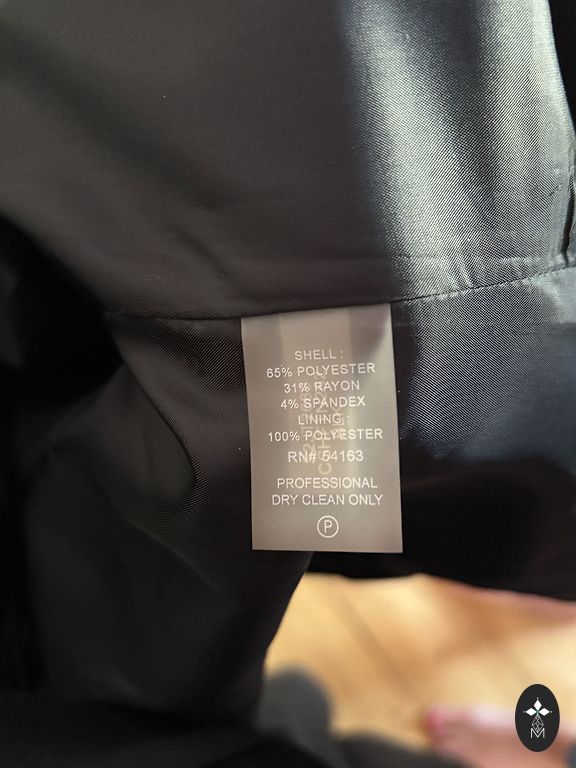 SHELL :
65% POLYESTER
31% RAYON
4% SPANDEX
LINING :
100% POLYESTER
RN# 54163
PROFESSIONAL
DRY CLEAN ONLY
P
M